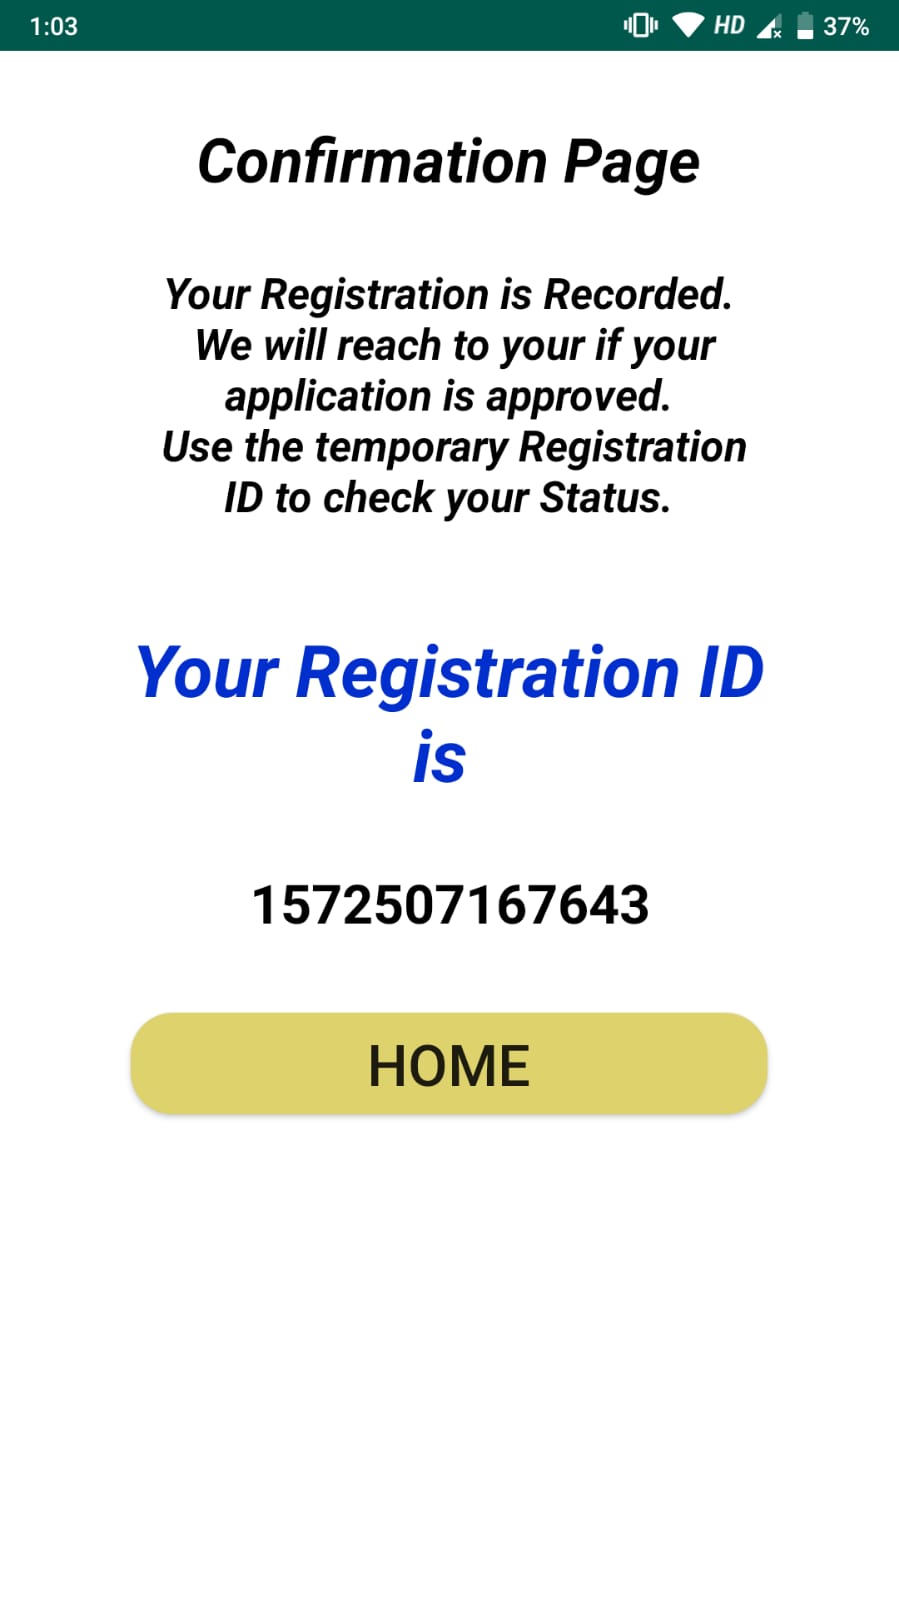 1:03 HD 37%
Confirmation Page
Your Registration is Recorded.
We will reach to your if your
application is approved.
Use the temporary Registration
ID to check your Status.
Your Registration ID
is
1572507167643
HOME